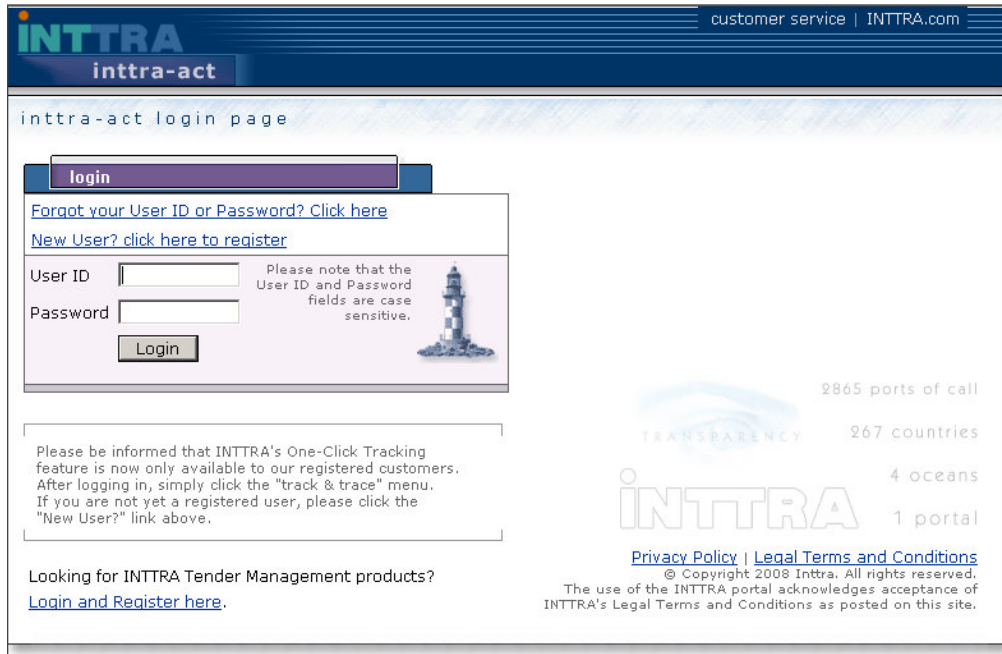 customer service | INTTRA.com
INTTRA
inttra-act
inttra-act login page
login
Forgot your User ID or Password? Click here
New User? click here to register
User ID
Please note that the
User ID and Password
fields are case
sensitive.
Password
Login
2865 ports of call
TRANSPARENCY
267 countries
4 oceans
INTTRA
1 portal
Please be informed that INTTRA's One-Click Tracking
feature is now only available to our registered customers.
After logging in, simply click the "track & trace" menu.
If you are not yet a registered user, please click the
"New User?" link above.
Looking for INTTRA Tender Management products?
Login and Register here.
Privacy Policy | Legal Terms and Conditions
© Copyright 2008 Inttra. All rights reserved.
The use of the INTTRA portal acknowledges acceptance of
INTTRA's Legal Terms and Conditions as posted on this site.